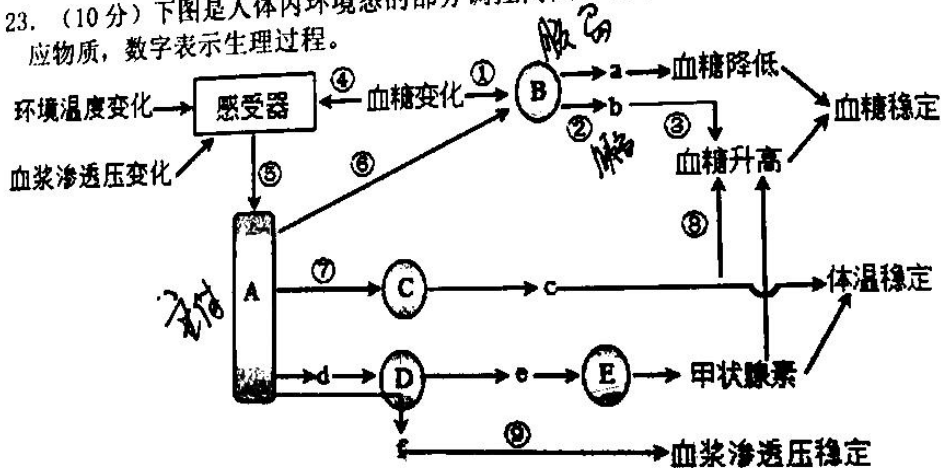 23. （10分）下图是人体内环境稳态的部分调控
应物质，数字表示生理过程。
环境温度变化
感受器
④
血糖变化
①
B
a
血糖降低
血糖稳定
②
b
③
血糖升高
血浆渗透压变化
⑤
⑥
⑧
A
⑦
C
c
体温稳定
d
D
e
E
甲状腺素
f
⑨
血浆渗透压稳定